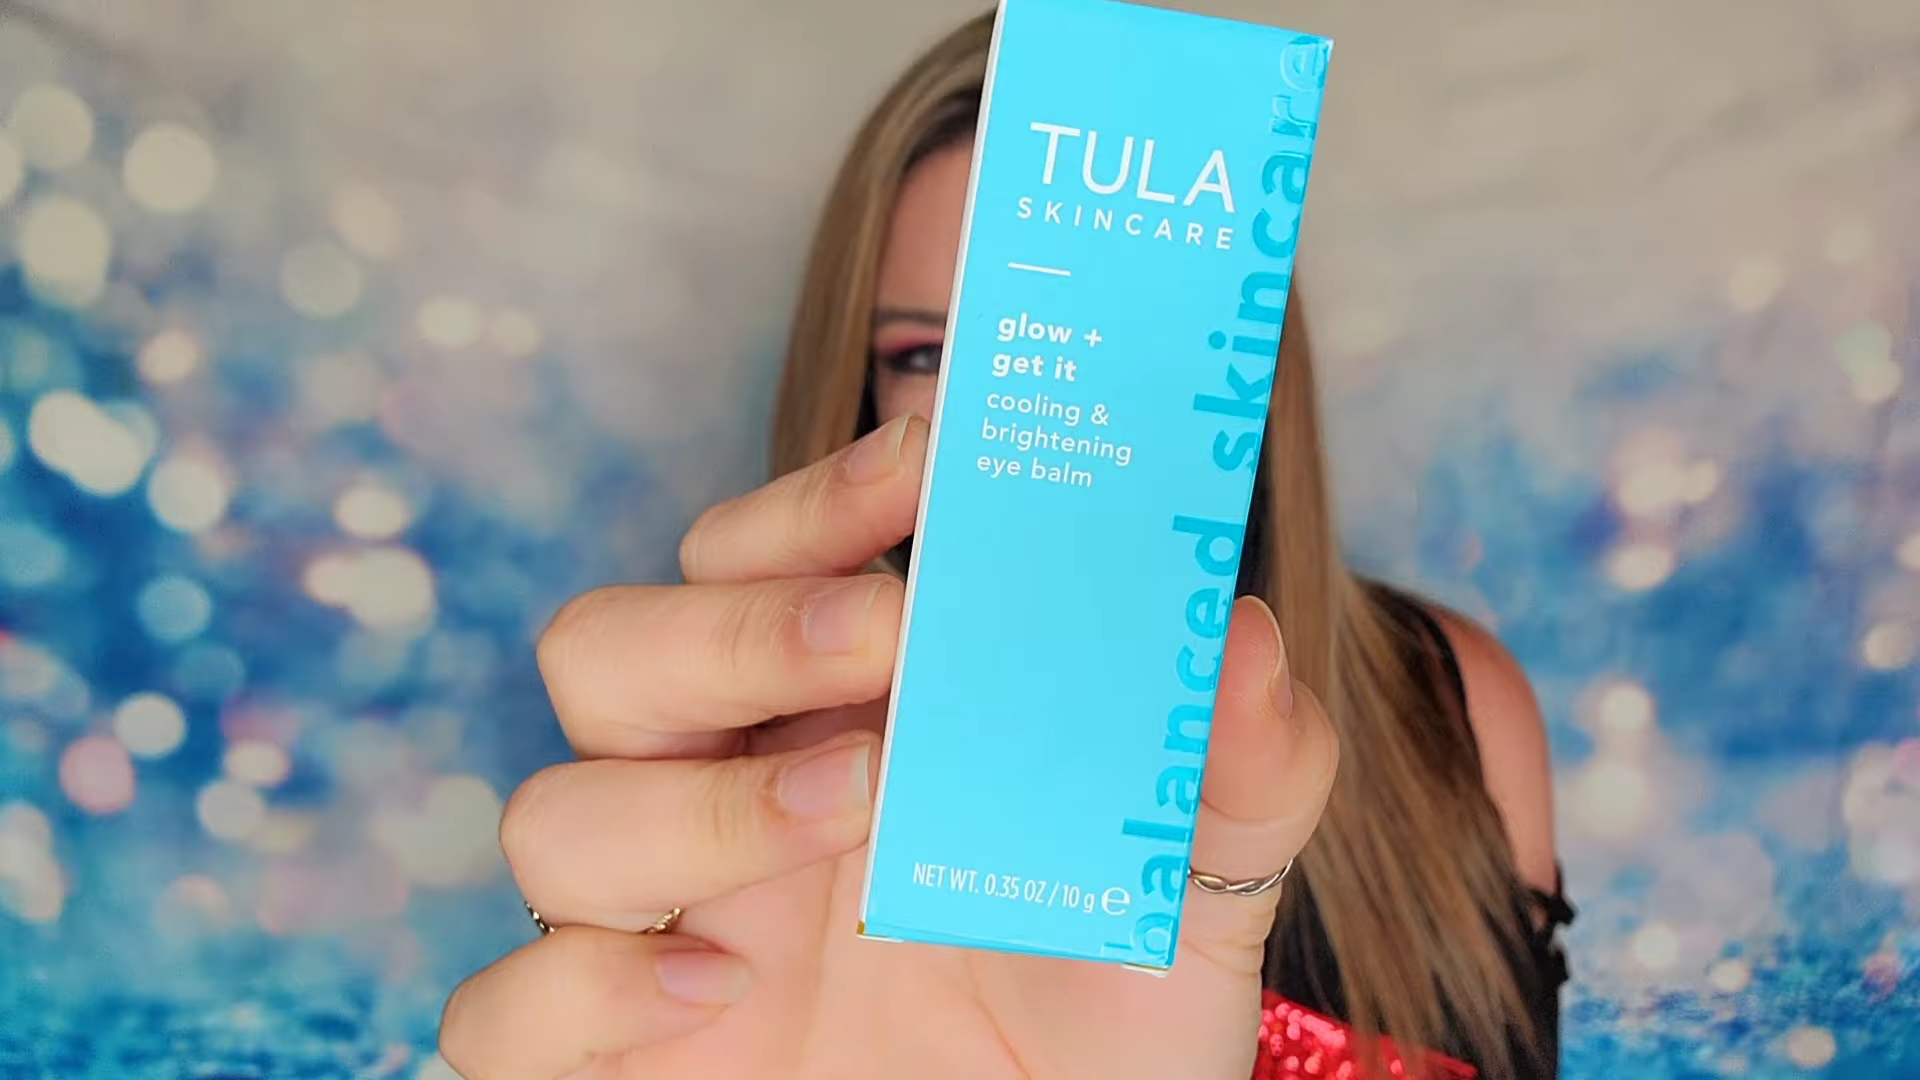 TULA
SKINCARE
glow +
get it
cooling &
brightening
eye balm
NET WT. 0.35 OZ / 10 g ℮
balanced skincare